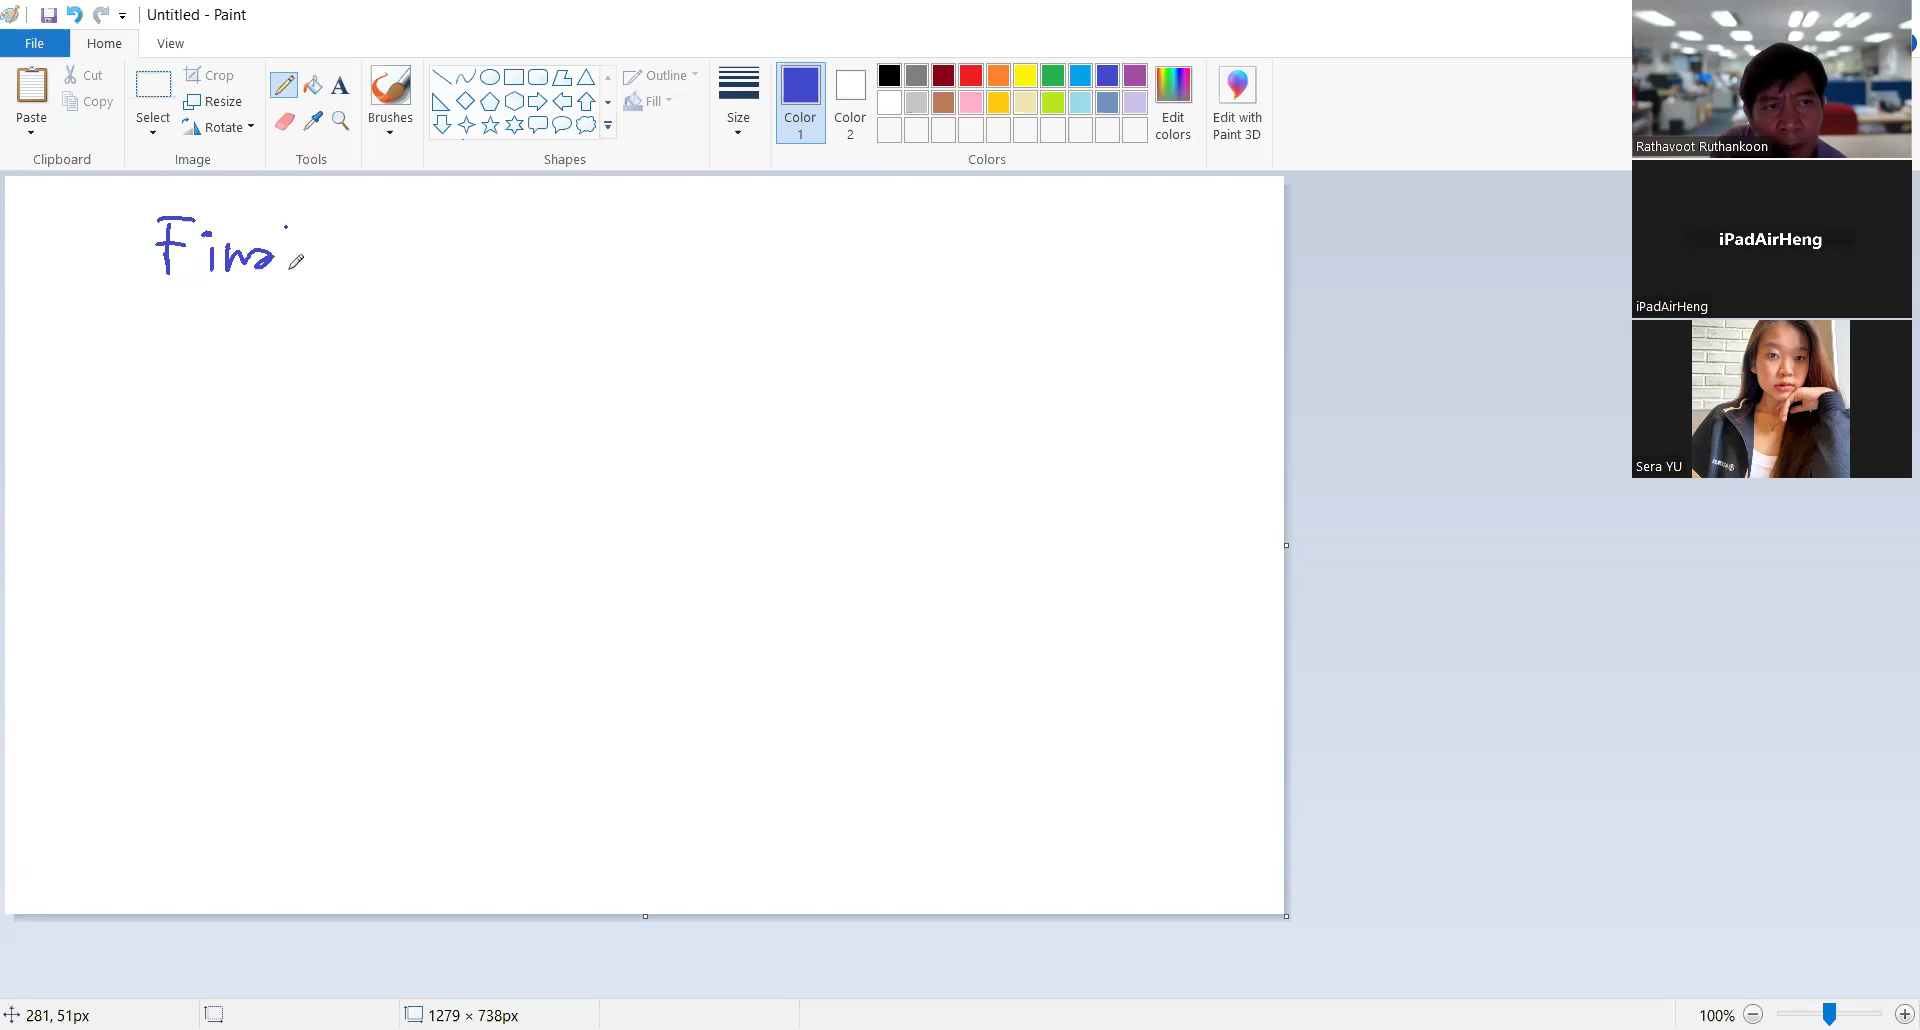 Untitled - Paint
File
Home
View
Paste
Cut
Copy
Clipboard
Select
Crop
Resize
Rotate
Image
Tools
Brushes
Shapes
Outline
Fill
Size
Color 1
Color 2
Edit colors
Colors
Edit with Paint 3D
Rathavoot Ruthankoon
iPadAirHeng
iPadAirHeng
Sera YU
281, 51px
1279 × 738px
100%